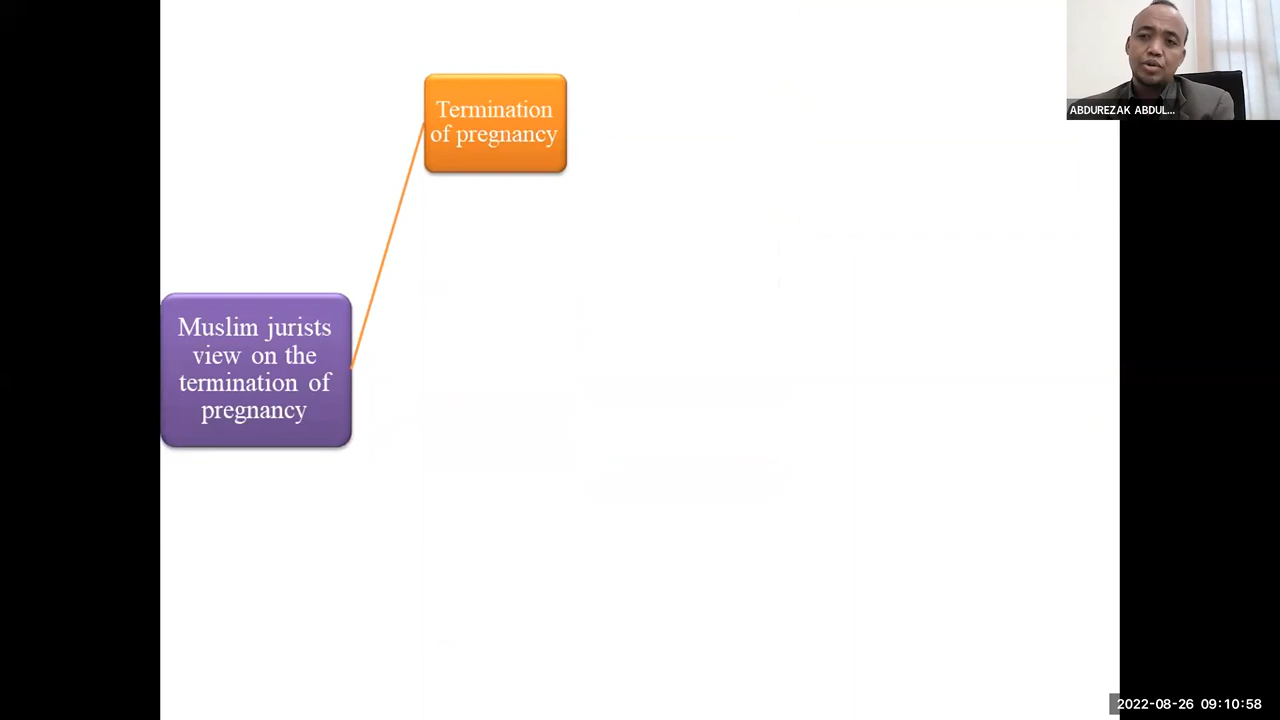 Termination
of pregnancy
Muslim jurists
view on the
termination of
pregnancy
ABDUREZAK ABDUL...
2022-08-26 09:10:58